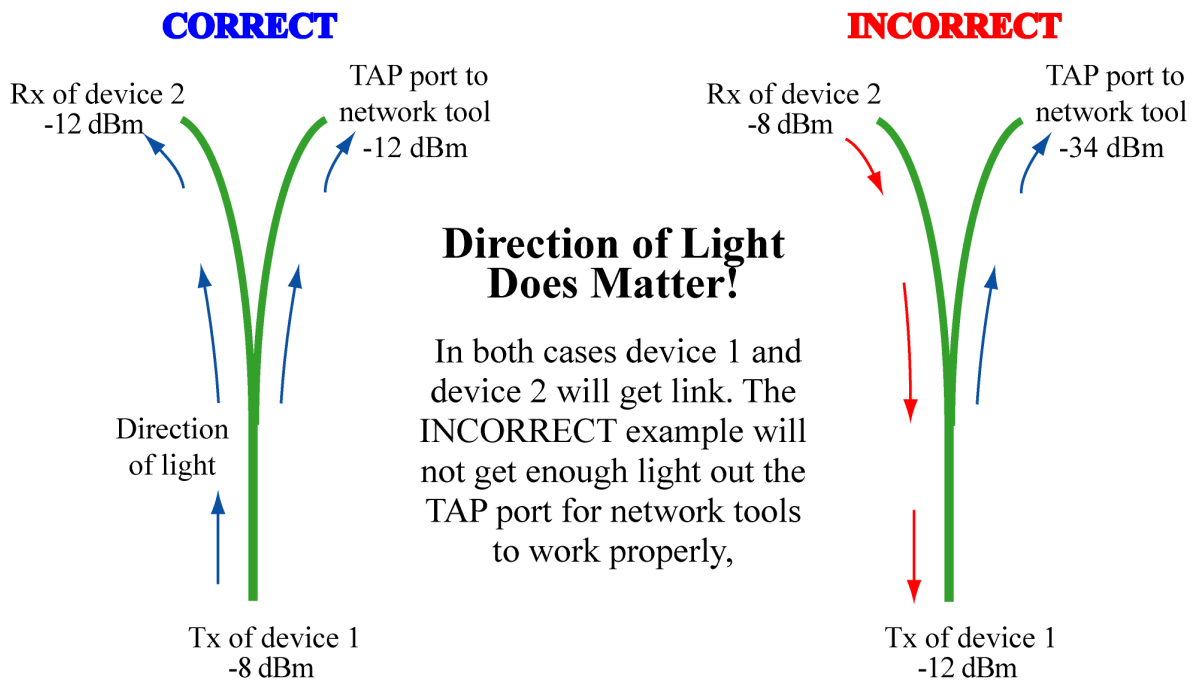 CORRECT
Rx of device 2
-12 dBm
TAP port to
network tool
-12 dBm
Direction
of light
Tx of device 1
-8 dBm
Direction of Light
Does Matter!
In both cases device 1 and
device 2 will get link. The
INCORRECT example will
not get enough light out the
TAP port for network tools
to work properly,
INCORRECT
Rx of device 2
-8 dBm
TAP port to
network tool
-34 dBm
Tx of device 1
-12 dBm